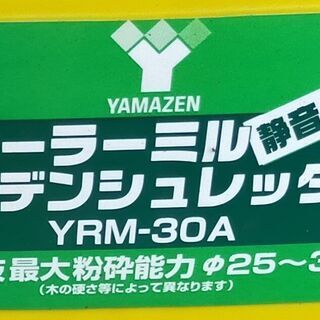 YAMAZEN
ーラーミル
静音
デンシュレッタ
YRM-30A
最大粉砕能力 φ25～3
(木の硬さ等によって異なります)